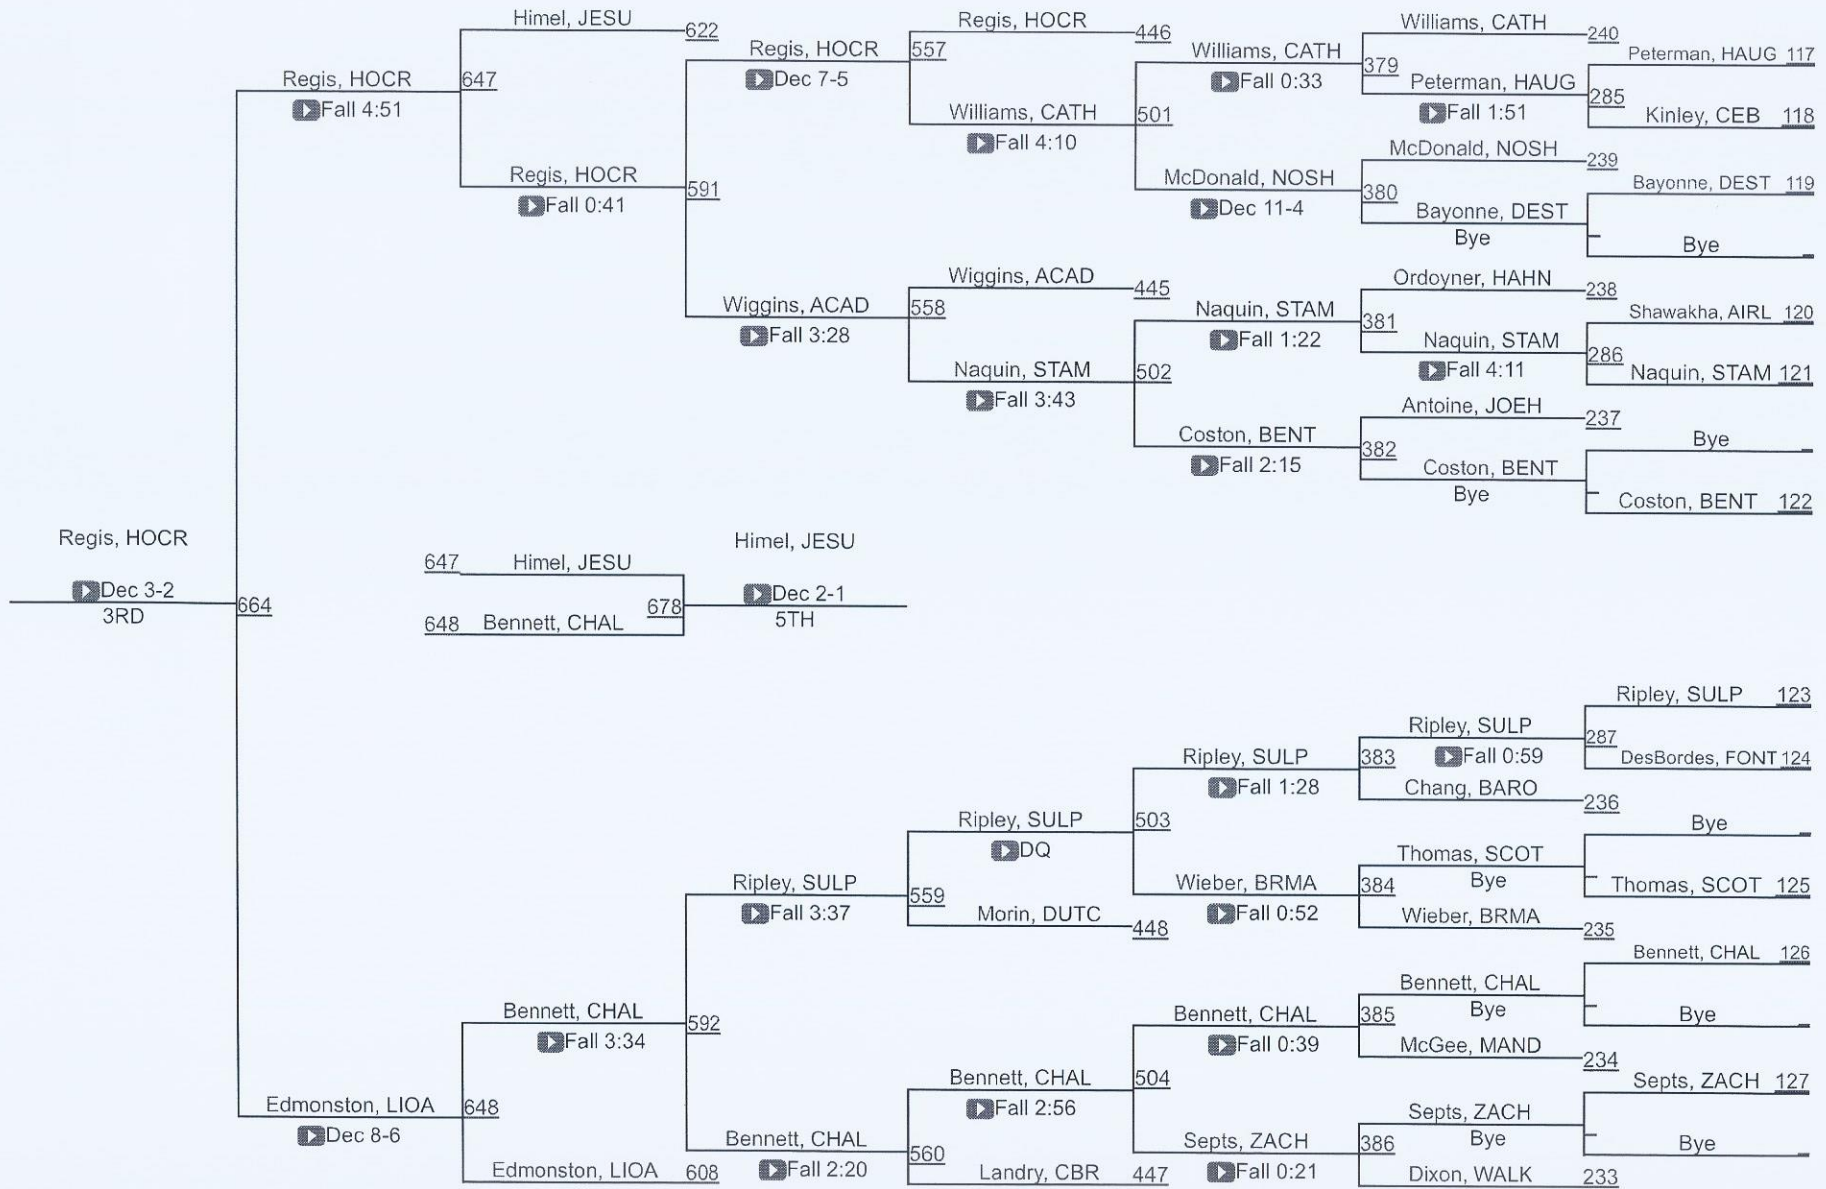 Himel, JESU
622
Regis, HOCR
446
Williams, CATH
240
Regis, HOCR
557
Williams, CATH
Peterman, HAUG 117
Dec 7-5
Fall 0:33
379
Regis, HOCR
647
Peterman, HAUG
285
Fall 4:51
Williams, CATH
501
Fall 1:51
Kinley, CEB 118
Fall 4:10
McDonald, NOSH
239
Regis, HOCR
591
McDonald, NOSH
380
Bayonne, DEST 119
Fall 0:41
Dec 11-4
Bayonne, DEST
Bye
Bye
Wiggins, ACAD
445
Ordoyner, HAHN
238
Wiggins, ACAD
558
Naquin, STAM
381
Shawakha, AIRL 120
Fall 3:28
Fall 1:22
Naquin, STAM
286
Naquin, STAM
502
Fall 4:11
Naquin, STAM 121
Fall 3:43
Antoine, JOEH
237
Coston, BENT
382
Bye
Fall 2:15
Coston, BENT
Bye
Coston, BENT 122
Regis, HOCR
Dec 3-2
3RD
664
647 Himel, JESU
678
648 Bennett, CHAL
Himel, JESU
Dec 2-1
5TH
Ripley, SULP 123
Ripley, SULP
287
Ripley, SULP
383
Fall 0:59
DesBordes, FONT 124
Fall 1:28
Chang, BARO
236
Ripley, SULP
503
Bye
DQ
Thomas, SCOT
Ripley, SULP
559
Wieber, BRMA
384
Bye
Thomas, SCOT 125
Fall 3:37
Morin, DUTC
448
Fall 0:52
Wieber, BRMA
235
Bennett, CHAL 126
Bennett, CHAL
592
Bennett, CHAL
385
Bennett, CHAL
Bye
Bye
Fall 3:34
Fall 0:39
McGee, MAND
234
Bennett, CHAL
504
Septs, ZACH 127
Edmonston, LIOA
648
Fall 2:56
Septs, ZACH
Dec 8-6
Bennett, CHAL
560
Septs, ZACH
386
Bye
Bye
Edmonston, LIOA
608
Fall 2:20
Landry, CBR
447
Fall 0:21
Dixon, WALK
233